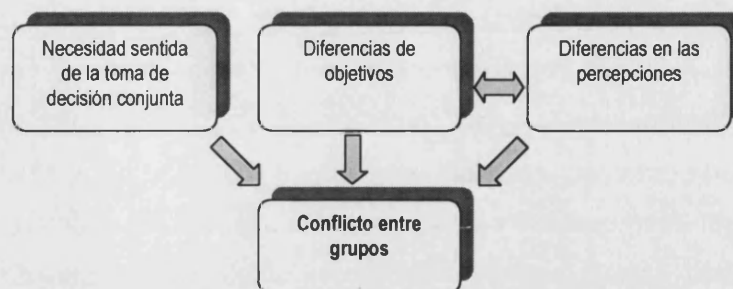 Necesidad sentida
de la toma de
decisión conjunta
Diferencias de
objetivos
Diferencias en las
percepciones
Conflicto entre
grupos